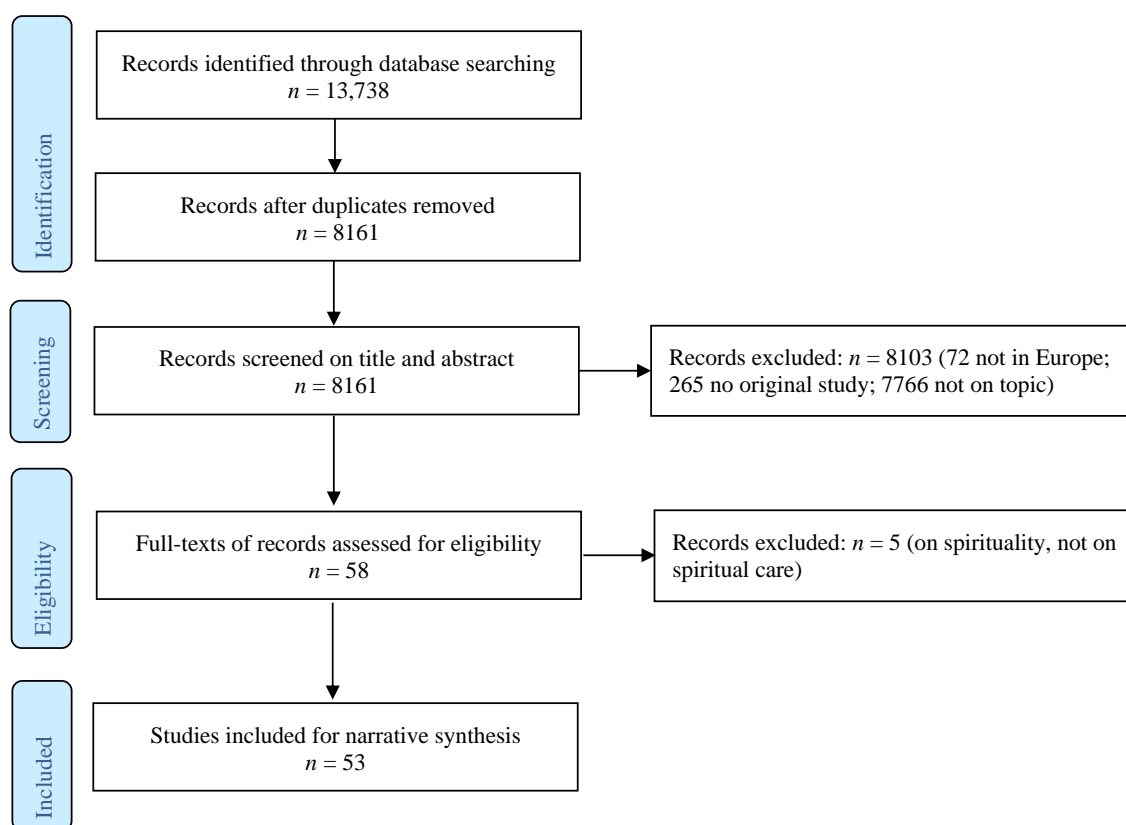 Identification
Records identified through database searching
n = 13,738
Records after duplicates removed
n = 8161
Screening
Records screened on title and abstract
n = 8161
Records excluded: n = 8103 (72 not in Europe;
265 no original study; 7766 not on topic)
Eligibility
Full-texts of records assessed for eligibility
n = 58
Records excluded: n = 5 (on spirituality, not on
spiritual care)
Included
Studies included for narrative synthesis
n = 53